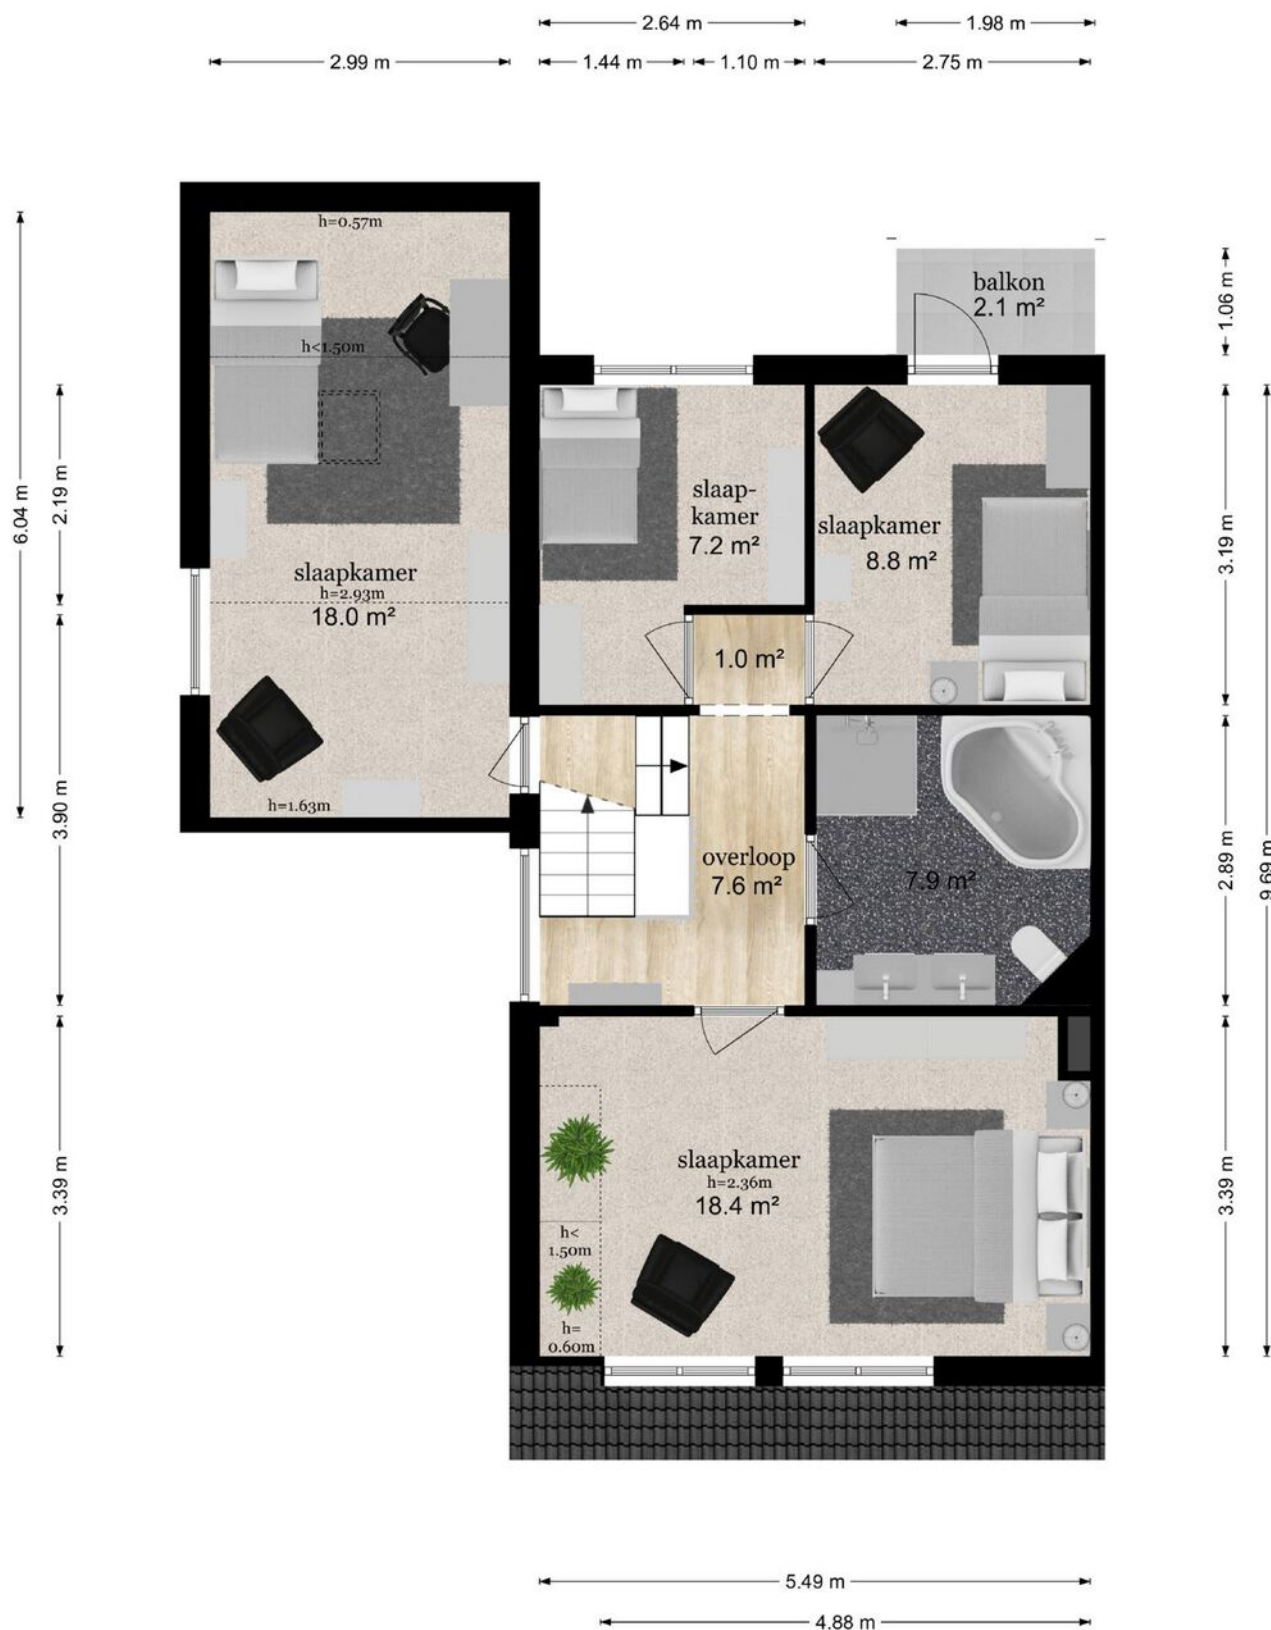 2.64 m
1.98 m
2.99 m
1.44 m
1.10 m
2.75 m
h=0.57m
balkon
2.1 m²
1.06 m
h<1.50m
6.04 m
2.19 m
slaap-
kamer
7.2 m²
slaapkamer
8.8 m²
3.19 m
slaapkamer
h=2.93m
18.0 m²
1.0 m²
h=1.63m
3.90 m
overloop
7.6 m²
7.9 m²
2.89 m
9.69 m
slaapkamer
h=2.36m
18.4 m²
3.39 m
3.39 m
h<
1.50m
h=
0.60m
5.49 m
4.88 m